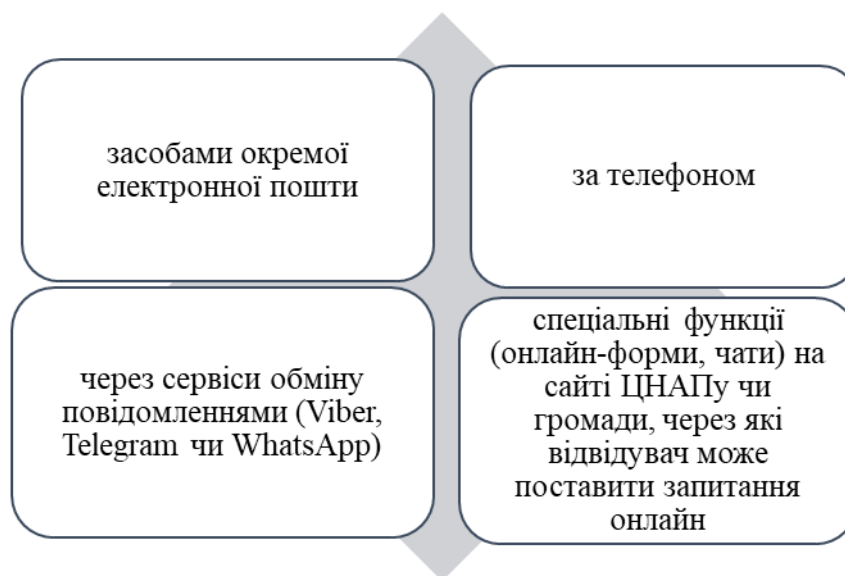 засобами окремої
електронної пошти
за телефоном
через сервіси обміну
повідомленнями (Viber,
Telegram чи WhatsApp)
спеціальні функції
(онлайн-форми, чати) на
сайті ЦНАПу чи
громади, через які
відвідувач може
поставити запитання
онлайн